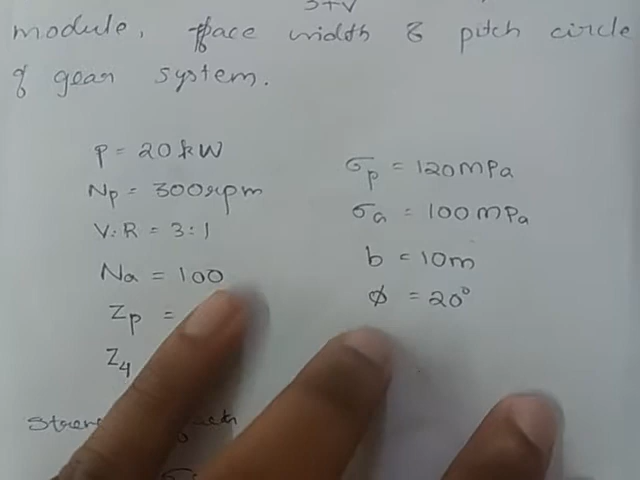 3+V
module, face width & pitch circle
of gear system.
P = 20 kW
Np = 300 rpm
V.R = 3:1
Na = 100
Zp =
Z4
σp = 120 MPa
σa = 100 MPa
b = 10m
φ = 20°